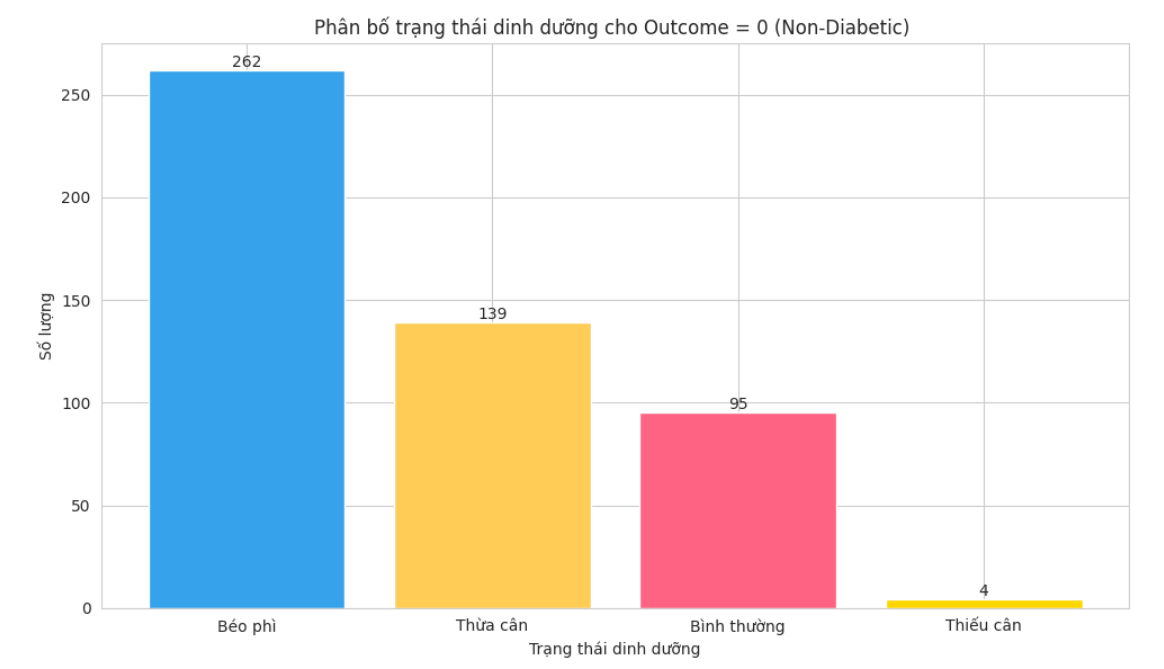 Phân bố trạng thái dinh dưỡng cho Outcome = 0 (Non-Diabetic)
262
250
200
139
150
Số lượng
95
100
50
4
0
Béo phì
Thừa cân
Bình thường
Thiếu cân
Trạng thái dinh dưỡng